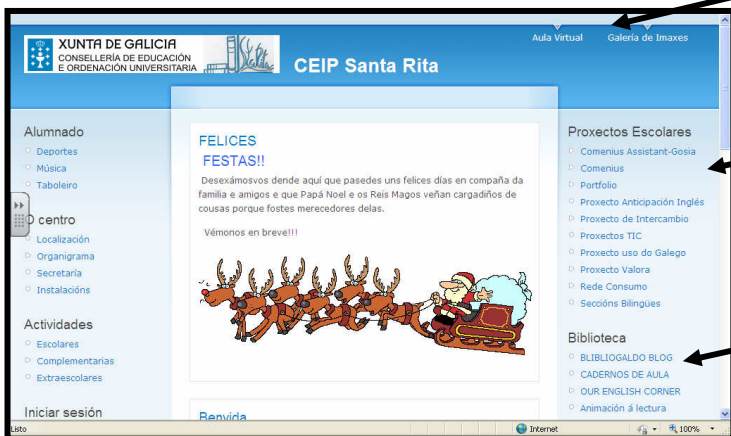 Aula Virtual
Galería de Imaxes
XUNTA DE GALICIA
CONSELLERÍA DE EDUCACIÓN
E ORDENACIÓN UNIVERSITARIA
CEIP Santa Rita
Alumnado
Deportes
Música
Taboleiro
O centro
Localización
Organigrama
Secretaría
Instalacións
Actividades
Escolares
Complementarias
Extraescolares
Iniciar sesión
FELICES
FESTAS!!
Desexámosvos dende aquí que pasedes uns felices días en compaña da
familia e amigos e que Papá Noel e os Reis Magos veñan cargadiños de
cousas porque fostes merecedores delas.
Vémonos en breve!!!
Benvida
Proxectos Escolares
Comenius Assistant-Gosia
Comenius
Portfolio
Proxecto Anticipación Inglés
Proxecto de Intercambio
Proxectos TIC
Proxecto uso do Galego
Proxecto Valora
Rede Consumo
Seccións Bilingües
Biblioteca
BLIBLIOGALDO BLOG
CADERNOS DE AULA
OUR ENGLISH CORNER
Animación á lectura
Listo
Internet
100%